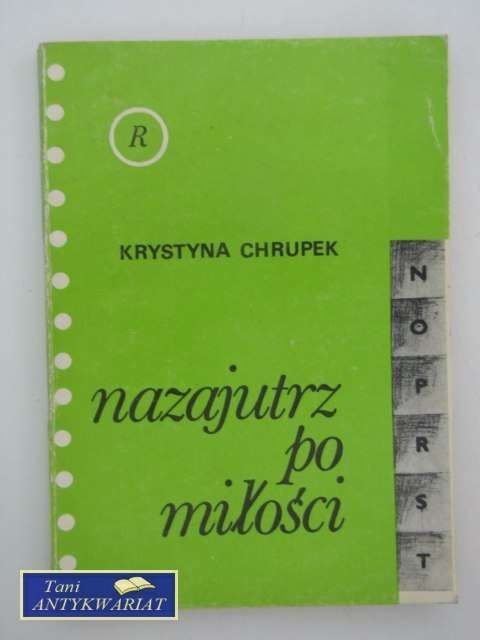 R
KRYSTYNA CHRUPEK
nazajutrz
po
miłości
N
O
P
R
S
T
Tani
ANTYKWARIAT